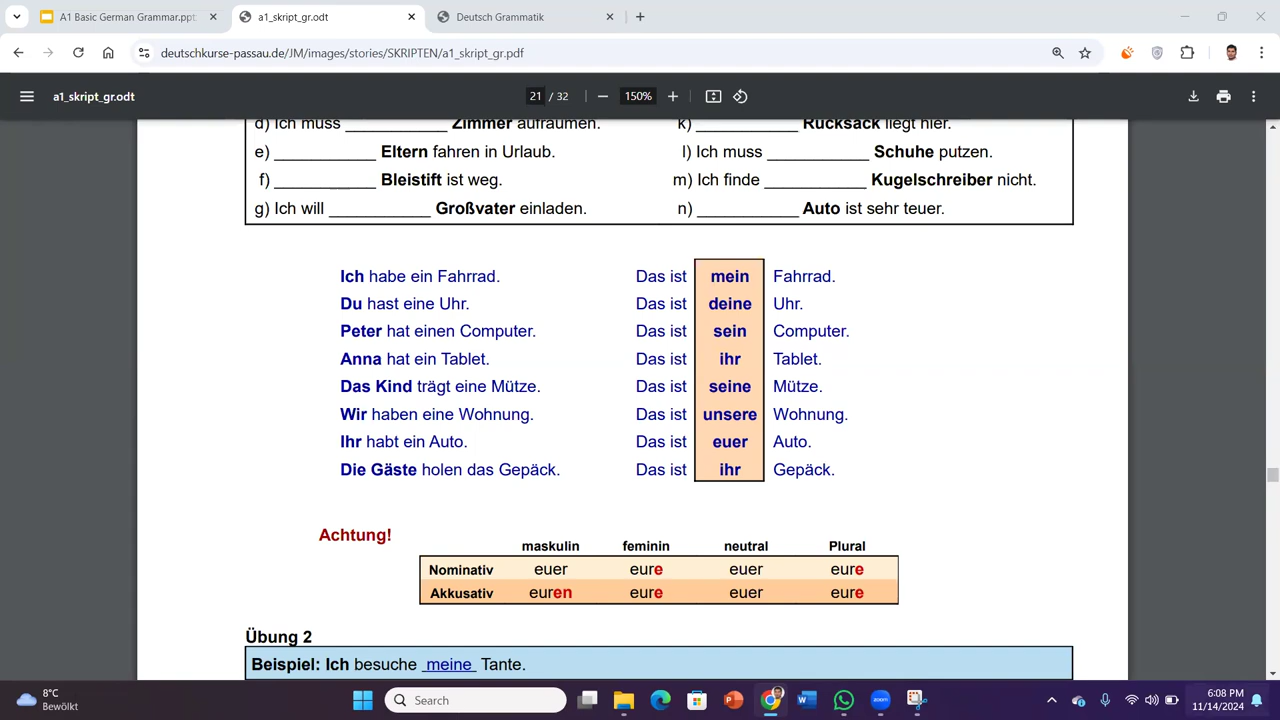 A1 Basic German Grammar.ppt:
a1_skript_gr.odt
Deutsch Grammatik
deutschkurse-passau.de/JM/images/stories/SKRIPTEN/a1_skript_gr.pdf
a1_skript_gr.odt
21 / 32
150%
d) Ich muss ___________ Zimmer aufräumen.
k) ___________ Rucksack liegt hier.
e) ___________ Eltern fahren in Urlaub.
l) Ich muss ___________ Schuhe putzen.
f) ___________ Bleistift ist weg.
m) Ich finde ___________ Kugelschreiber nicht.
g) Ich will ___________ Großvater einladen.
n) ___________ Auto ist sehr teuer.
Ich habe ein Fahrrad. Das ist mein Fahrrad.
Du hast eine Uhr. Das ist deine Uhr.
Peter hat einen Computer. Das ist sein Computer.
Anna hat ein Tablet. Das ist ihr Tablet.
Das Kind trägt eine Mütze. Das ist seine Mütze.
Wir haben eine Wohnung. Das ist unsere Wohnung.
Ihr habt ein Auto. Das ist euer Auto.
Die Gäste holen das Gepäck. Das ist ihr Gepäck.
Achtung!
maskulin feminin neutral Plural
Nominativ euer eure euer eure
Akkusativ euren eure euer eure
Übung 2
Beispiel: Ich besuche _meine_ Tante.
8°C
Bewölkt
Search
zoom
6:08 PM
11/14/2024